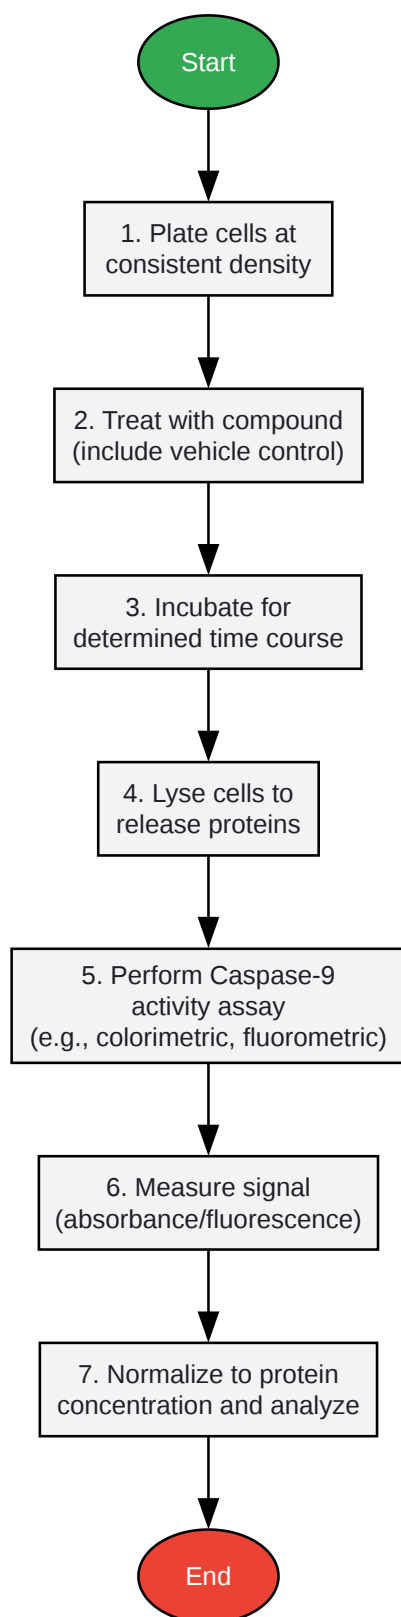 Start
1. Plate cells at
consistent density
2. Treat with compound
(include vehicle control)
3. Incubate for
determined time course
4. Lyse cells to
release proteins
5. Perform Caspase-9
activity assay
(e.g., colorimetric, fluorometric)
6. Measure signal
(absorbance/fluorescence)
7. Normalize to protein
concentration and analyze
End